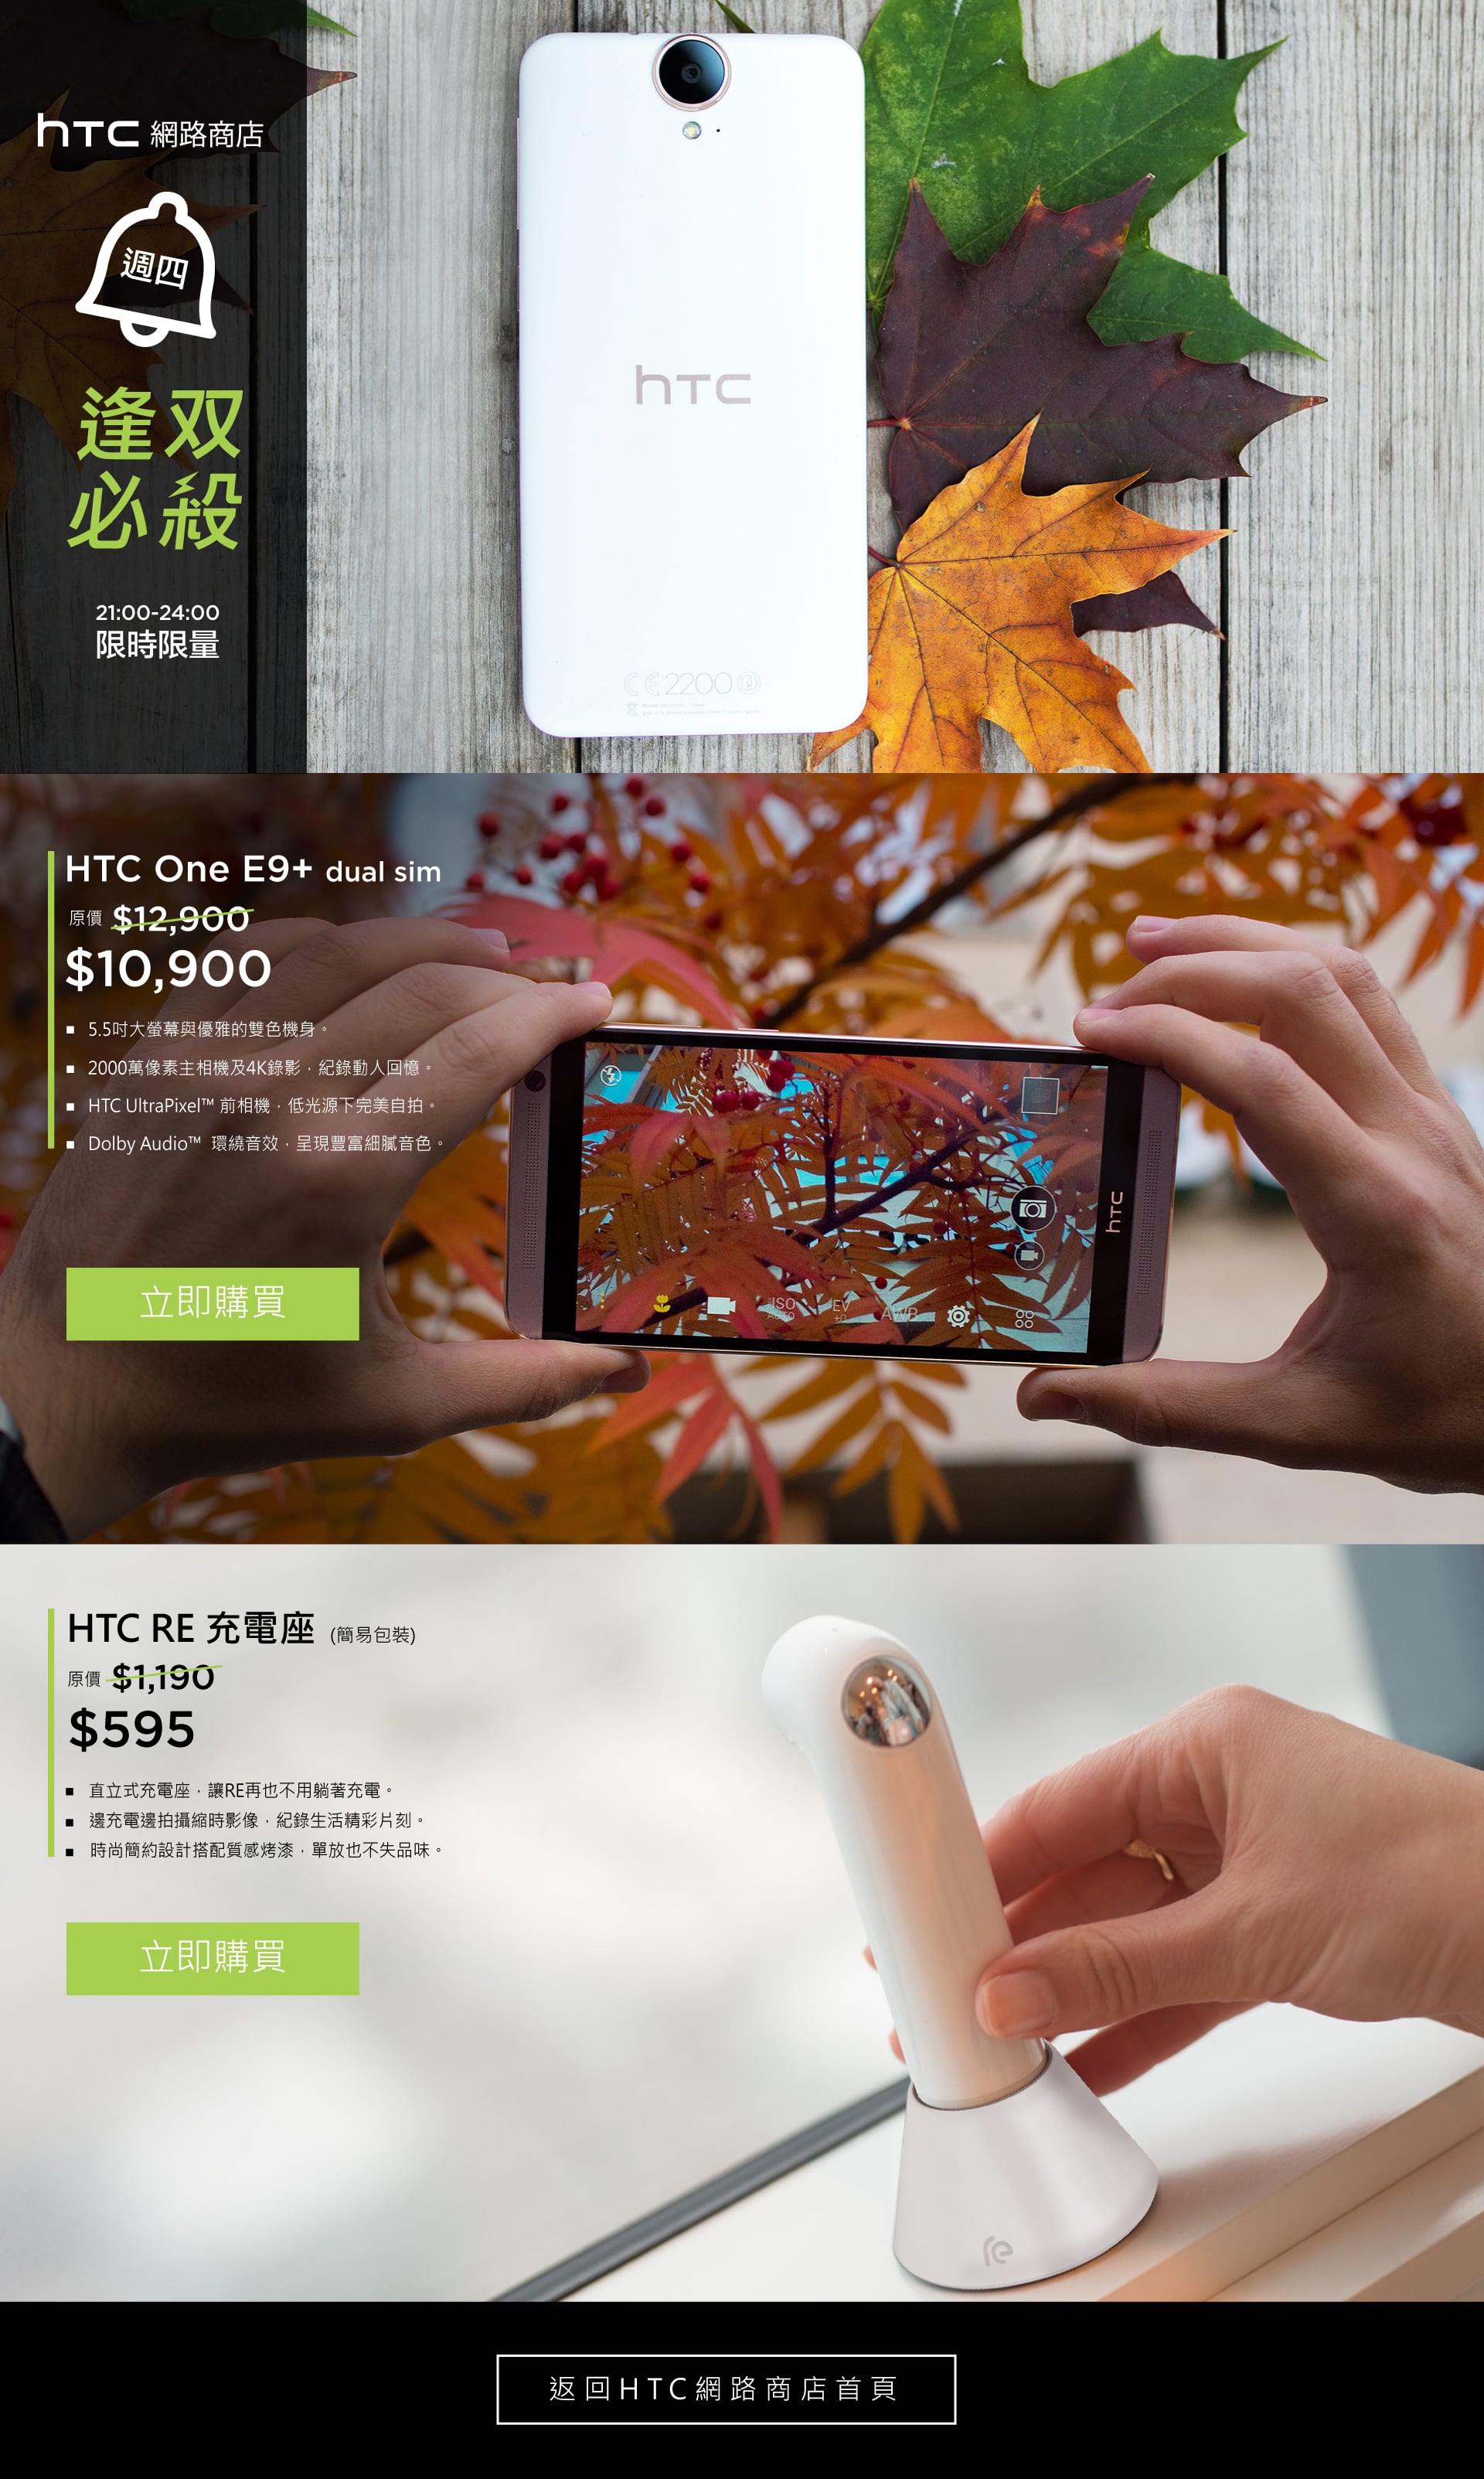 hTC 網路商店
週四
逢双
必殺
21:00-24:00
限時限量
hTC
CE2200
HTC One E9+ dual sim
原價 $12,900
$10,900
▪ 5.5吋大螢幕與優雅的雙色機身。
▪ 2000萬像素主相機及4K錄影，紀錄動人回憶。
▪ HTC UltraPixel™ 前相機，低光源下完美自拍。
▪ Dolby Audio™ 環繞音效，呈現豐富細膩音色。
hTC
ISO
AUTO
EV
±0
AWB
立即購買
HTC RE 充電座 (簡易包裝)
原價 $1,190
$595
▪ 直立式充電座，讓RE再也不用躺著充電。
▪ 邊充電邊拍攝縮時影像，紀錄生活精彩片刻。
▪ 時尚簡約設計搭配質感烤漆，單放也不失品味。
立即購買
re
返回HTC網路商店首頁